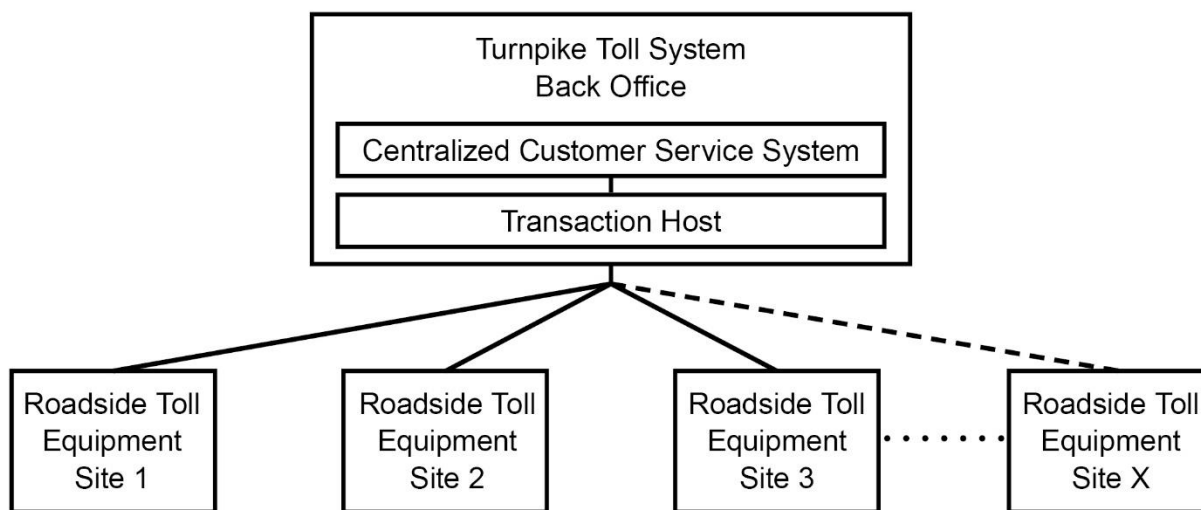 Turnpike Toll System
Back Office
Centralized Customer Service System
Transaction Host
Roadside Toll
Equipment
Site 1
Roadside Toll
Equipment
Site 2
Roadside Toll
Equipment
Site 3
Roadside Toll
Equipment
Site X